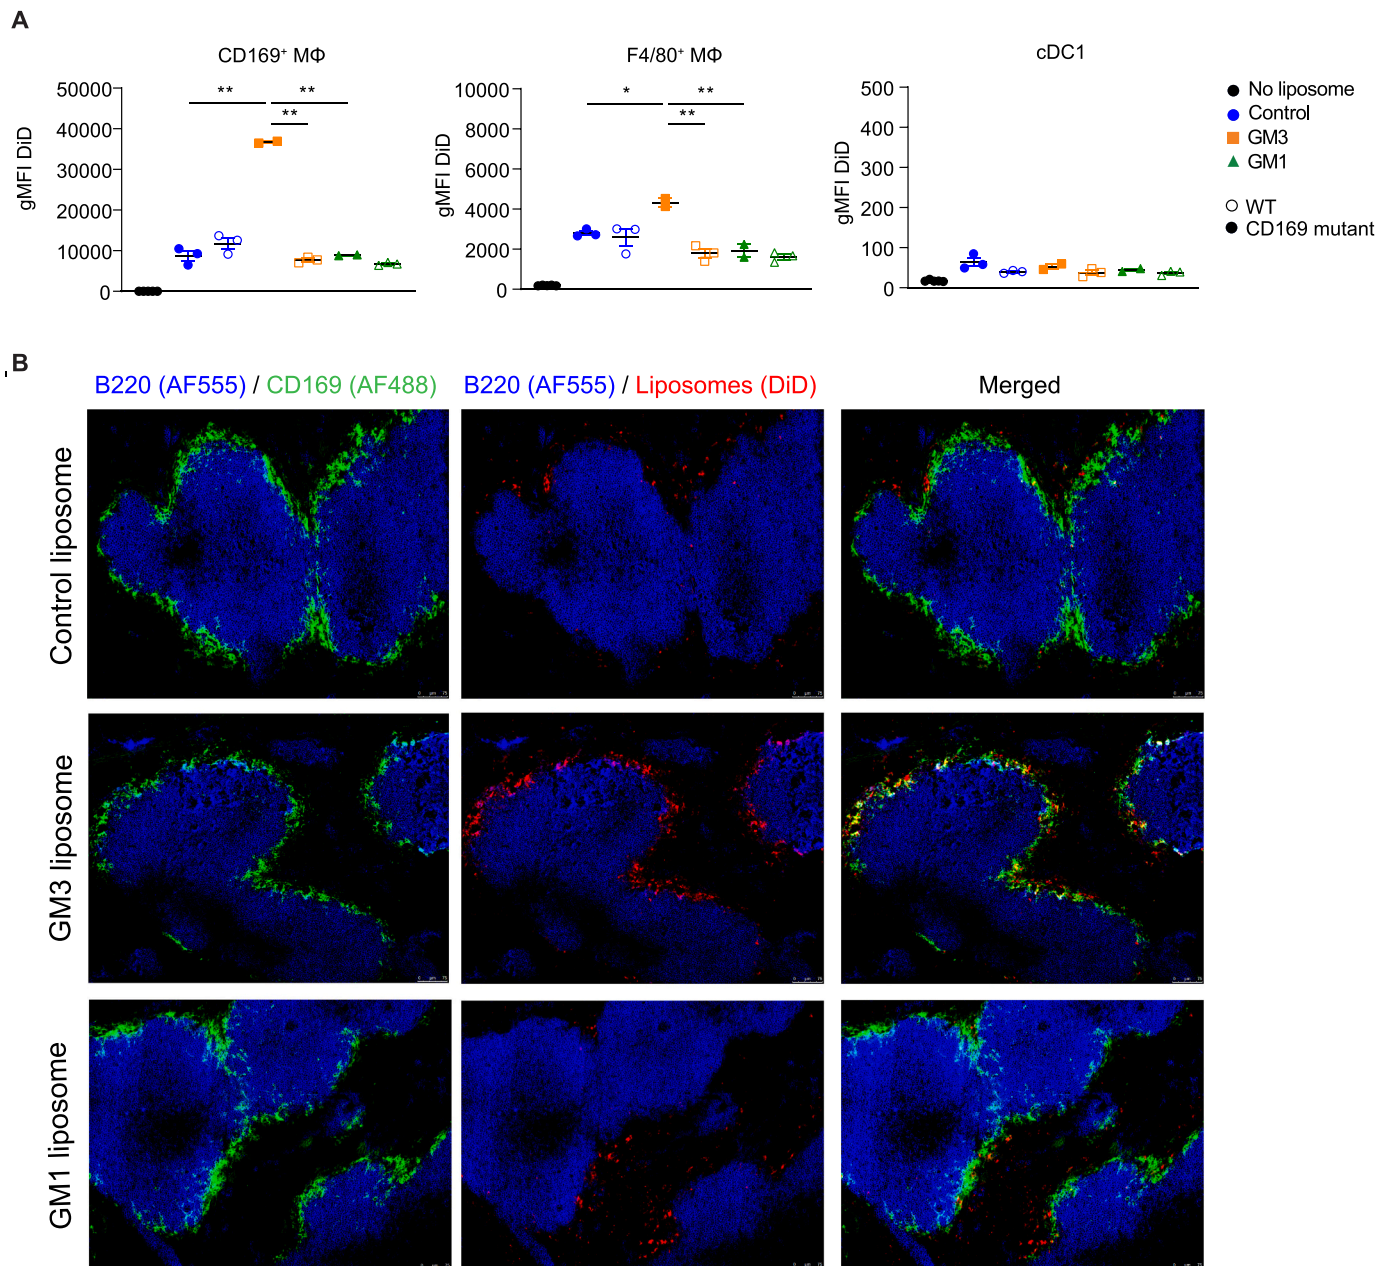 A
CD169⁺ MΦ
F4/80⁺ MΦ
cDC1
gMFI DiD
50000
40000
30000
20000
10000
0
** **
**
gMFI DiD
10000
8000
6000
4000
2000
0
* **
**
gMFI DiD
500
400
300
200
100
0
No liposome
Control
GM3
GM1
WT
CD169 mutant
B
B220 (AF555) / CD169 (AF488)
B220 (AF555) / Liposomes (DiD)
Merged
Control liposome
GM3 liposome
GM1 liposome